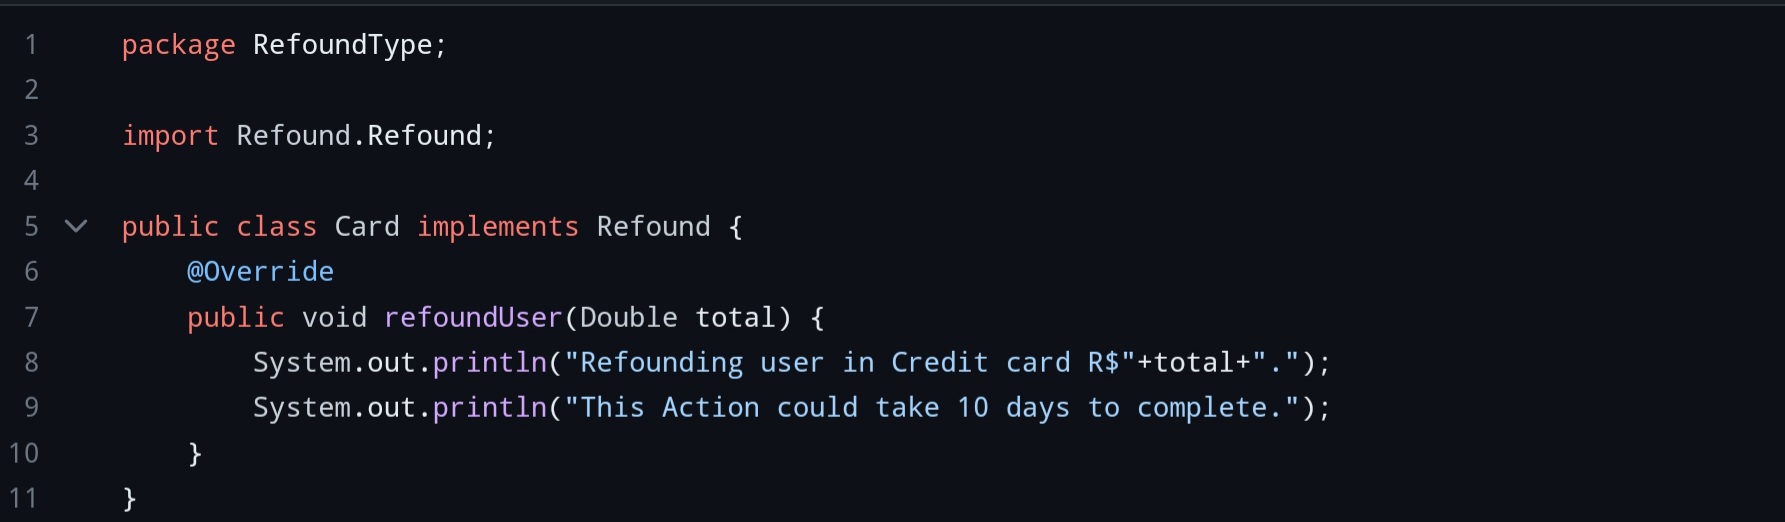 1 package RefoundType;
2
3 import Refound.Refound;
4
5 public class Card implements Refound {
6 @Override
7 public void refoundUser(Double total) {
8 System.out.println("Refounding user in Credit card R$"+total+".");
9 System.out.println("This Action could take 10 days to complete.");
10 }
11 }